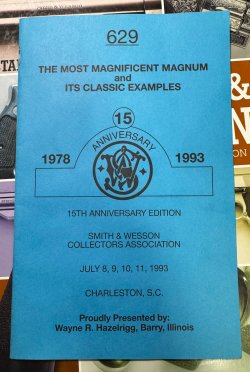 629
THE MOST MAGNIFICENT MAGNUM
and
ITS CLASSIC EXAMPLES
15
ANNIVERSARY
1978 1993
15TH ANNIVERSARY EDITION
SMITH & WESSON
COLLECTORS ASSOCIATION
JULY 8, 9, 10, 11, 1993
CHARLESTON, S.C.
Proudly Presented by:
Wayne R. Hazelrigg, Barry, Illinois